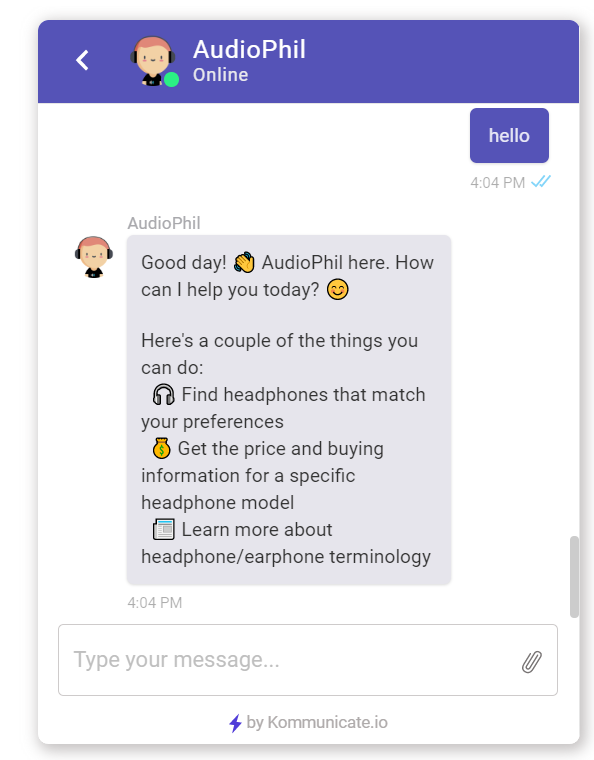 AudioPhil
Online
hello
4:04 PM
AudioPhil
Good day! 👋 AudioPhil here. How
can I help you today? 😊
Here's a couple of the things you
can do:
🎧 Find headphones that match
your preferences
💰 Get the price and buying
information for a specific
headphone model
📰 Learn more about
headphone/earphone terminology
4:04 PM
Type your message...
by Kommunicate.io